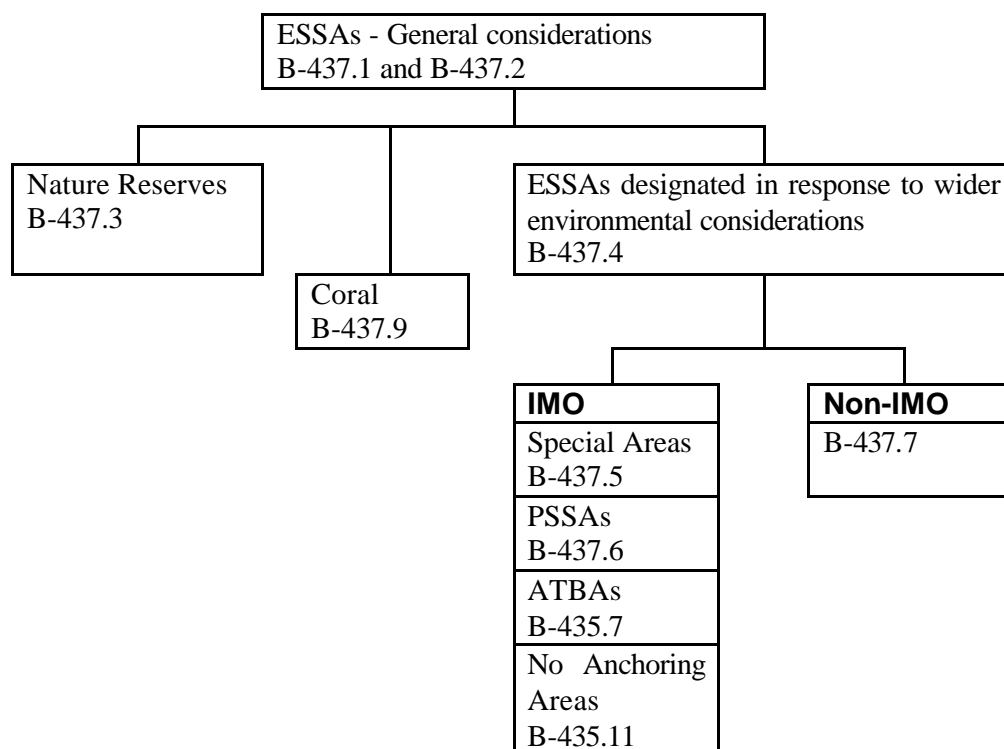 ESSAs - General considerations
B-437.1 and B-437.2
Nature Reserves
B-437.3
ESSAs designated in response to wider
environmental considerations
B-437.4
Coral
B-437.9
IMO
Special Areas
B-437.5
PSSAs
B-437.6
ATBAs
B-435.7
No Anchoring
Areas
B-435.11
Non-IMO
B-437.7